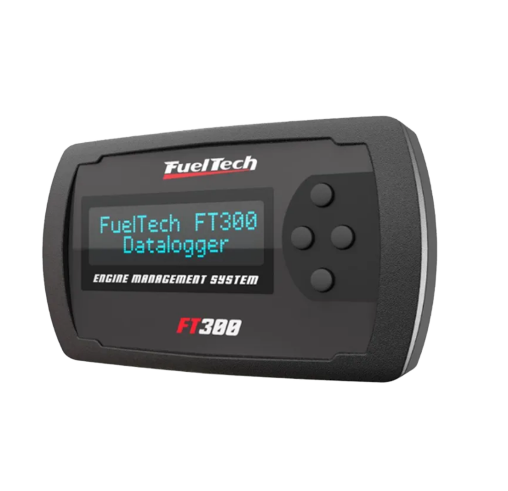 FuelTech
FuelTech FT300
Datalogger
ENGINE MANAGEMENT SYSTEM
FT300